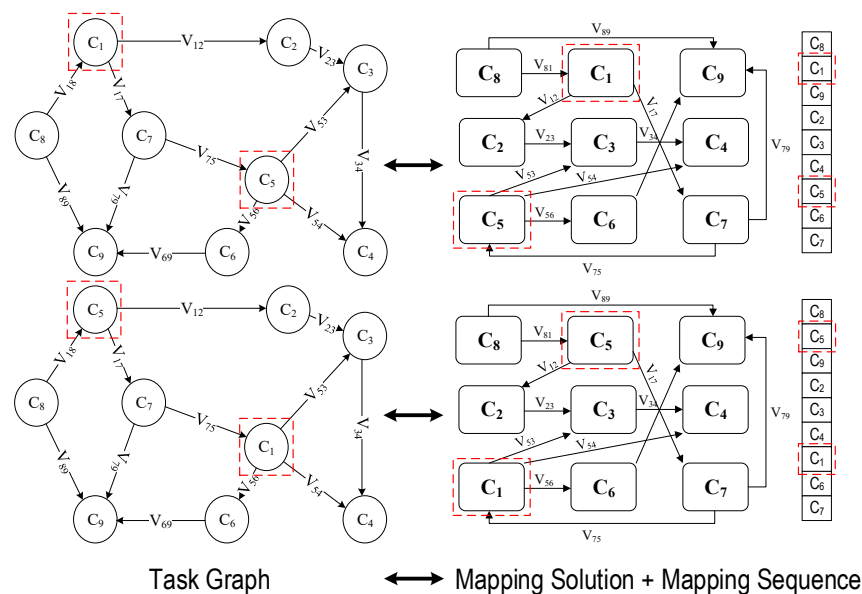 C1
V12
C2
V23
C3
V18
V17
C8
C7
V53
V75
V34
C5
V89
V79
V56
V54
C9
V69
C6
C4
V89
C8
V81
C1
C9
V12
V17
C2
V23
C3
V34
C4
V79
V53
V54
C5
V56
C6
C7
V75
C8
C1
C9
C2
C3
C4
C5
C6
C7
C5
V12
C2
V23
C3
V18
V17
C8
C7
V53
V75
V34
C1
V89
V79
V56
V54
C9
V69
C6
C4
V89
C8
V81
C5
C9
V12
V17
C2
V23
C3
V34
C4
V79
V53
V54
C1
V56
C6
C7
V75
C8
C5
C9
C2
C3
C4
C1
C6
C7
Task Graph
Mapping Solution + Mapping Sequence